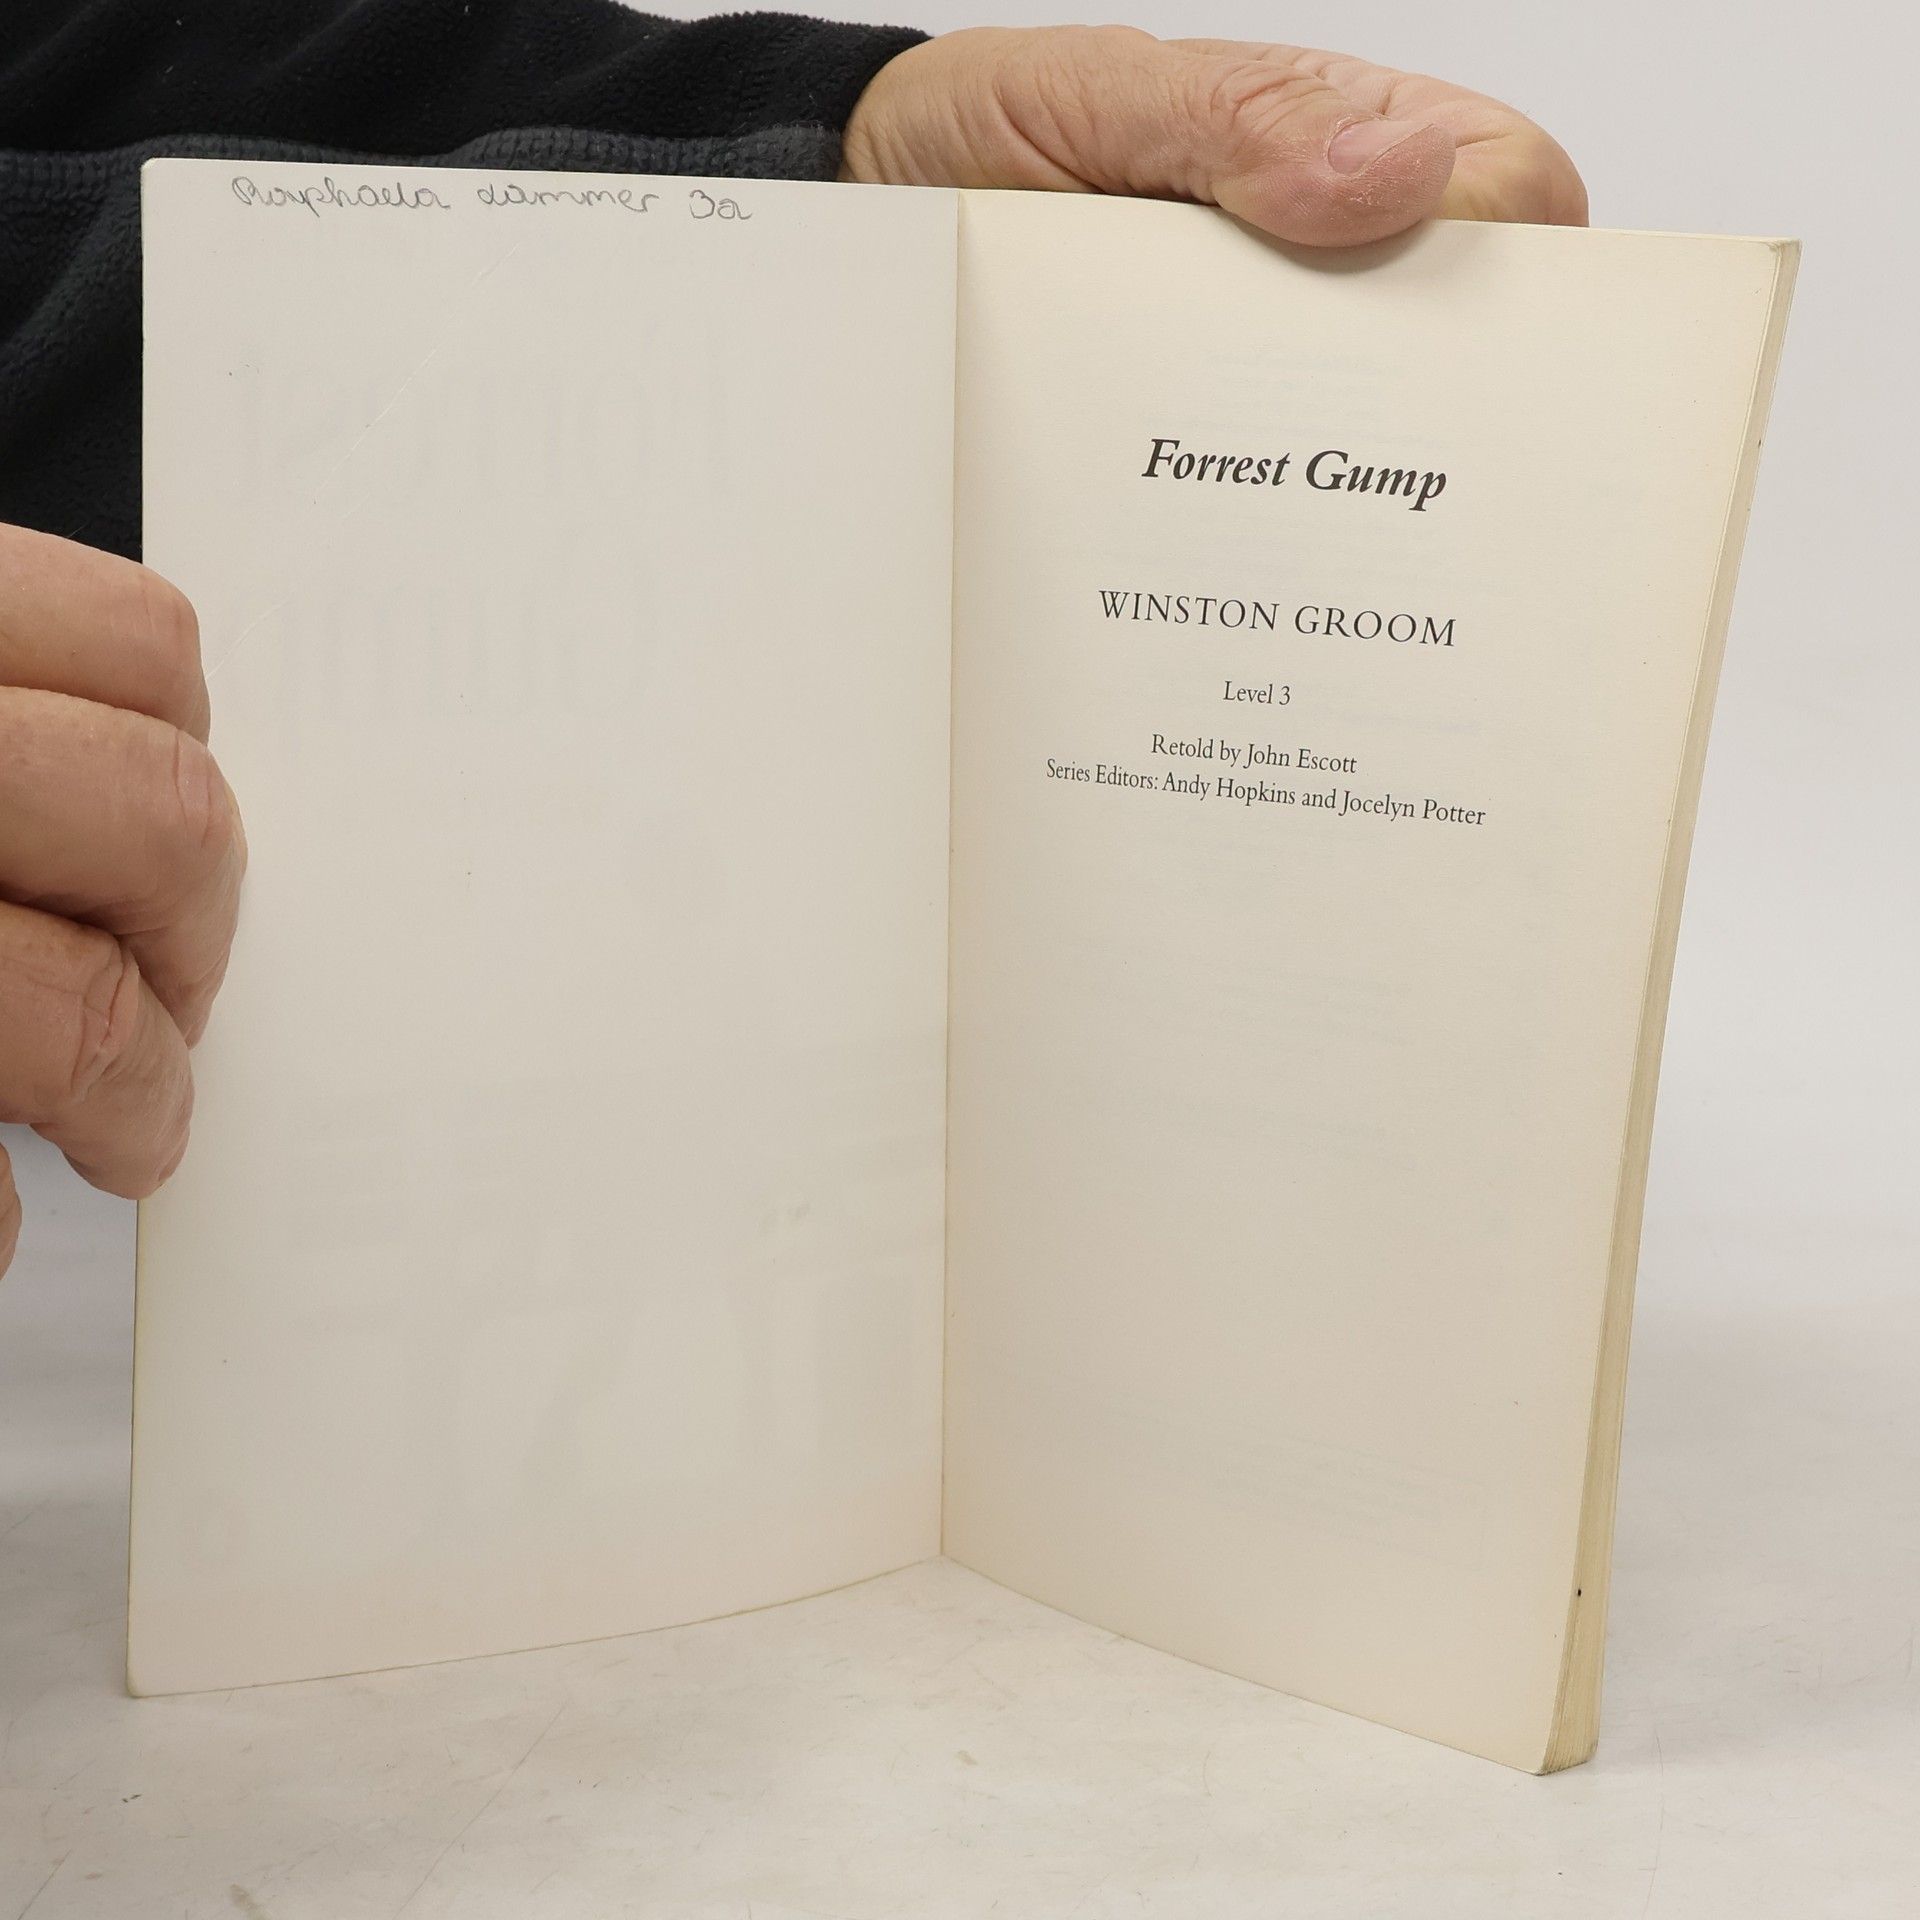 Raphaela dammer 3a
Forrest Gump
WINSTON GROOM
Level 3
Retold by John Escott
Series Editors: Andy Hopkins and Jocelyn Potter